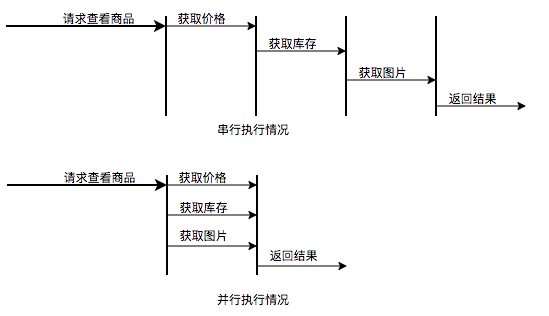 请求查看商品
获取价格
获取库存
获取图片
返回结果
串行执行情况
请求查看商品
获取价格
获取库存
获取图片
返回结果
并行执行情况